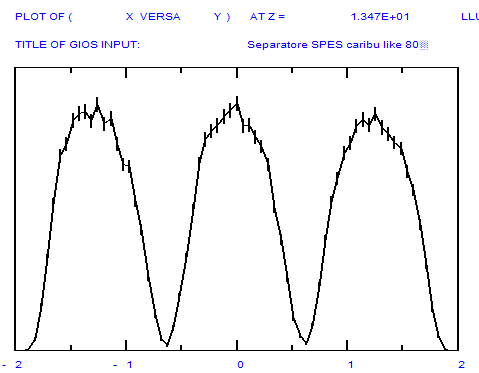 PLOT OF ( X VERSA Y ) AT Z = 1.347E+01 LLU
TITLE OF GIOS INPUT: Separatore SPES caribu like 80
- 2 - 1 0 1 2